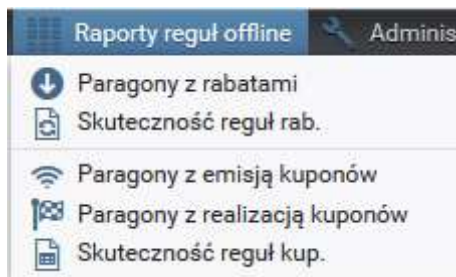 Raporty reguł offline Adminis
Paragony z rabatami
Skuteczność reguł rab.
Paragony z emisją kuponów
Paragony z realizacją kuponów
Skuteczność reguł kup.